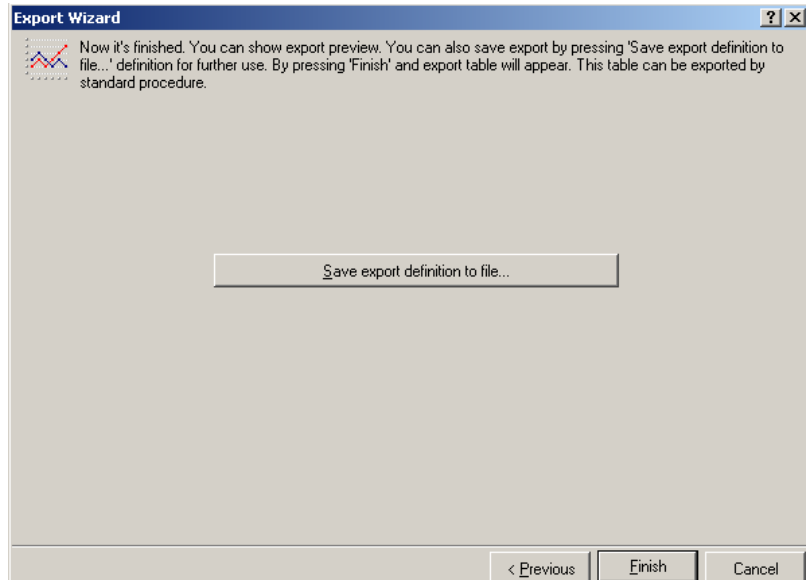 Export Wizard
Now it's finished. You can show export preview. You can also save export by pressing 'Save export definition to
file...' definition for further use. By pressing 'Finish' and export table will appear. This table can be exported by
standard procedure.
Save export definition to file...
< Previous Finish Cancel